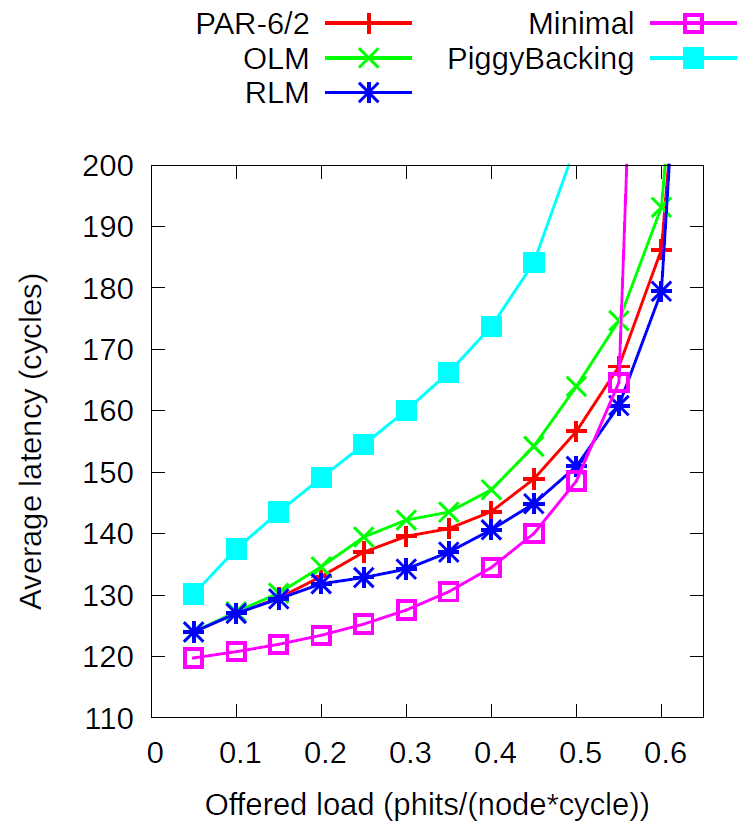 PAR-6/2
OLM
RLM
Minimal
PiggyBacking
200
190
180
170
160
150
140
130
120
110
Average latency (cycles)
0 0.1 0.2 0.3 0.4 0.5 0.6
Offered load (phits/(node*cycle))